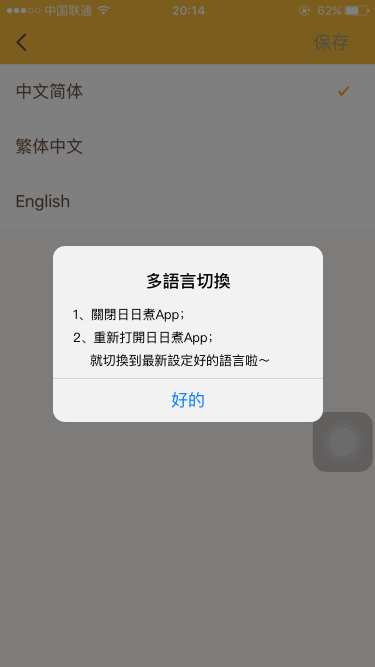 中国联通 20:14 62%
保存
中文简体
繁体中文
English
多語言切換
1、關閉日日煮App；
2、重新打開日日煮App；
就切換到最新設定好的語言啦～
好的